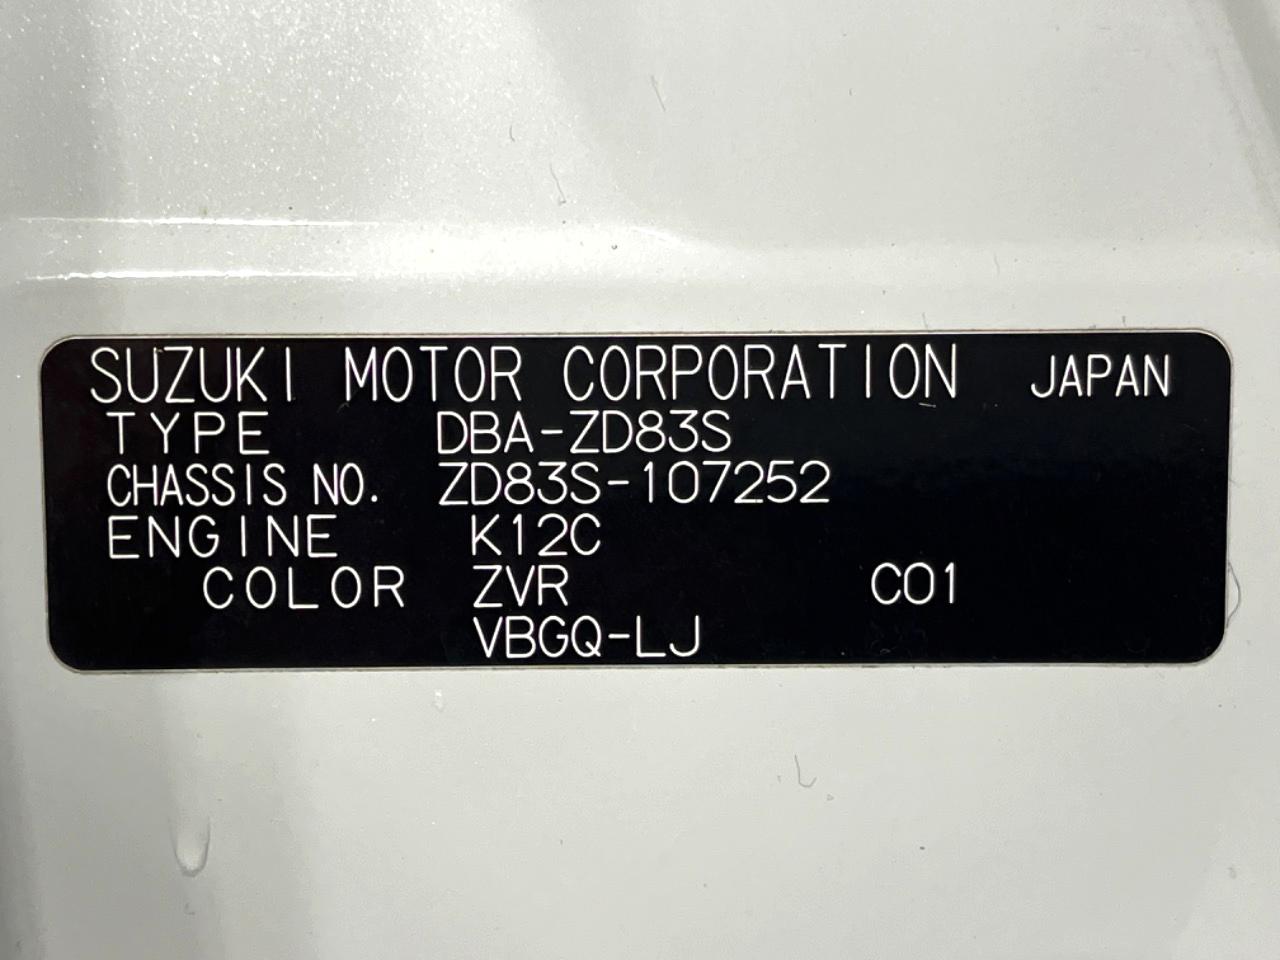 SUZUKI MOTOR CORPORATION JAPAN
TYPE DBA-ZD83S
CHASSIS NO. ZD83S-107252
ENGINE K12C
COLOR ZVR C01
VBGQ-LJ